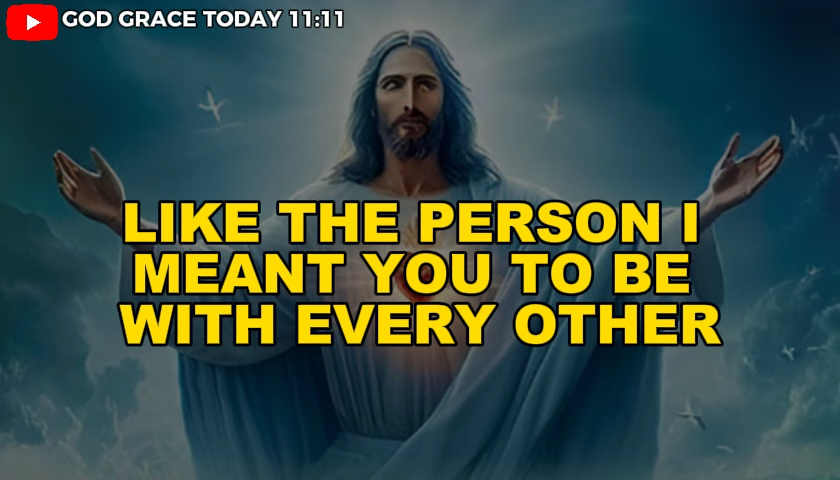 GOD GRACE TODAY 11:11
LIKE THE PERSON I
MEANT YOU TO BE
WITH EVERY OTHER